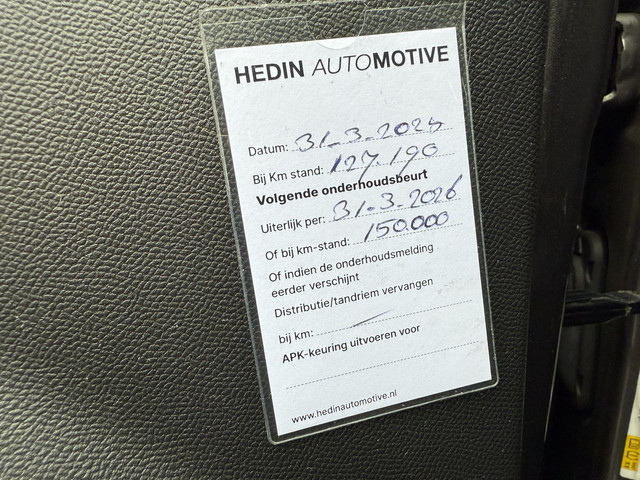 HEDIN AUTOMOTIVE
Datum: 31-3-2025
Bij Km stand: 127.190
Volgende onderhoudsbeurt
Uiterlijk per: 31-3-2026
Of bij km-stand: 150.000
Of indien de onderhoudsmelding
eerder verschijnt
Distributie/tandriem vervangen
bij km: —
APK-keuring uitvoeren voor
www.hedinautomotive.nl